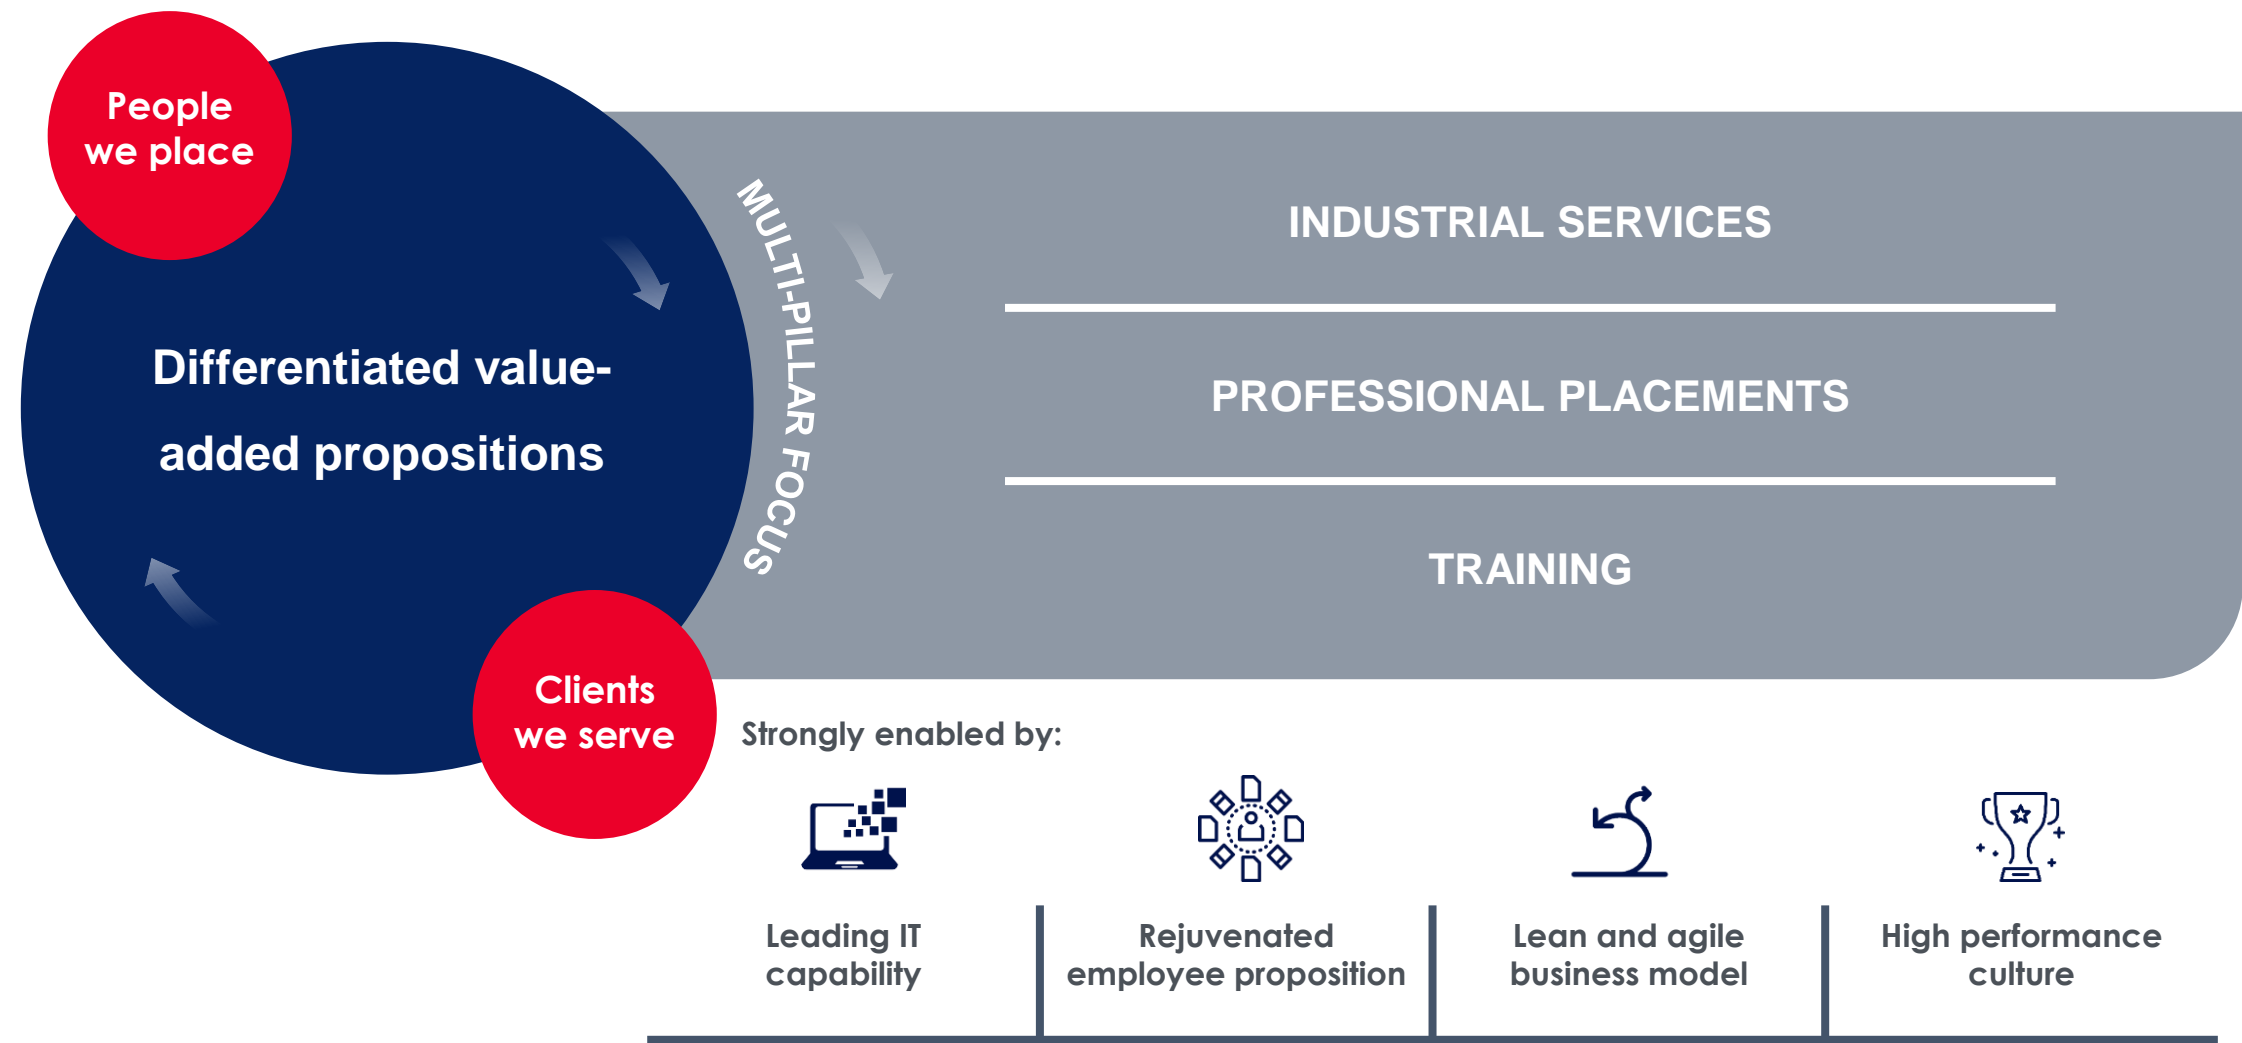 People
we place
Differentiated value-
added propositions
Clients
we serve
MULTI-PILLAR FOCUS
INDUSTRIAL SERVICES
PROFESSIONAL PLACEMENTS
TRAINING
Strongly enabled by:
Leading IT
capability
Rejuvenated
employee proposition
Lean and agile
business model
High performance
culture